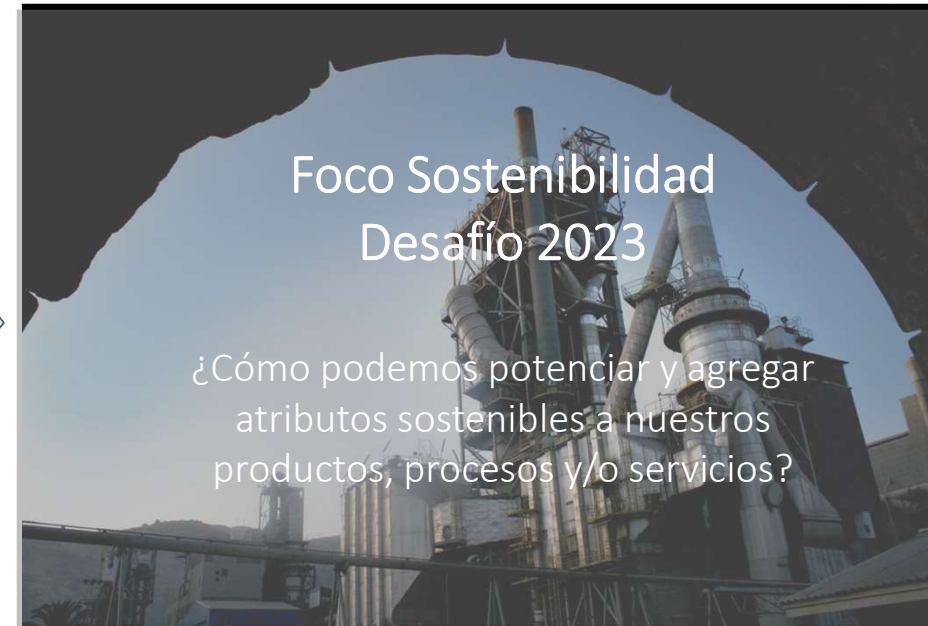 Foco Sostenibilidad
Desafío 2023
¿Cómo podemos potenciar y agregar
atributos sostenibles a nuestros
productos, procesos y/o servicios?